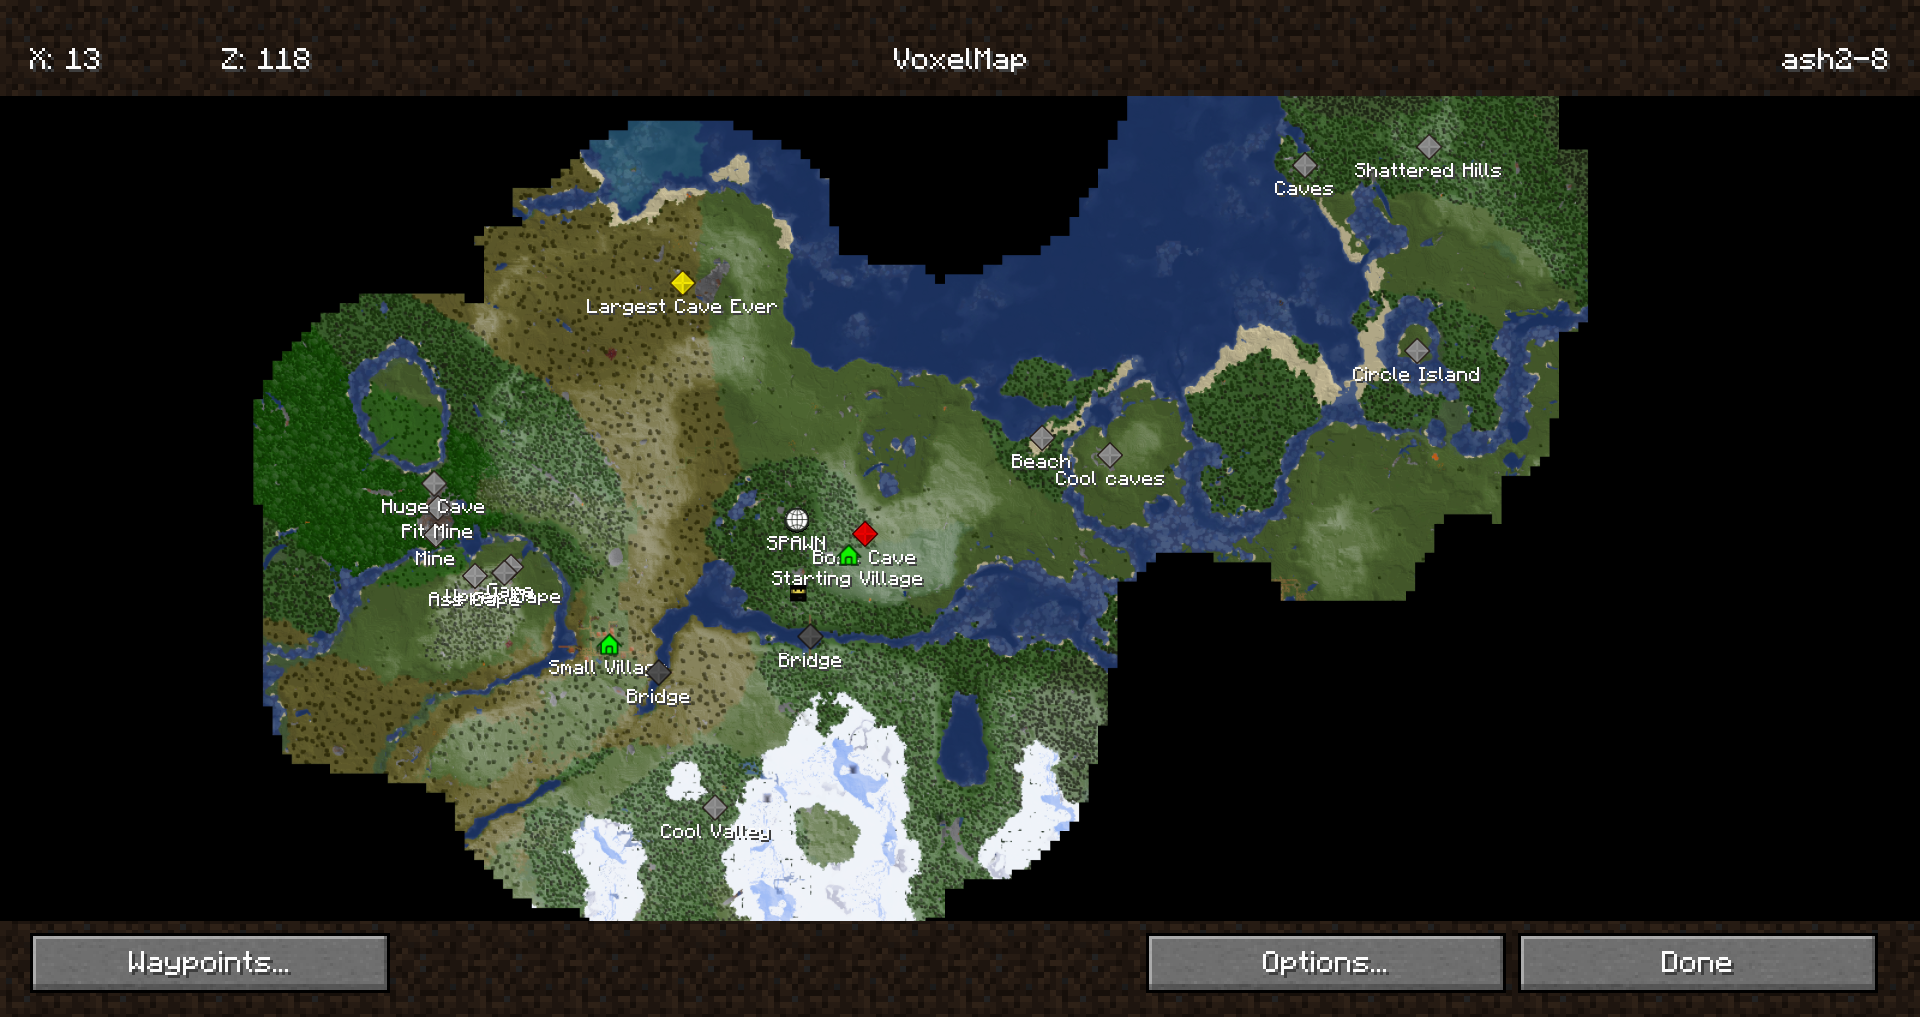 X: 13
Z: 118
VoxelMap
ash2-8
Shattered Hills
Caves
Largest Cave Ever
Circle Island
Beach
Cool caves
Huge Cave
Pit Mine
Mine
SPAWN
Cave
Starting Village
Small
Bridge
Bridge
Cool Valley
Waypoints...
Options...
Done